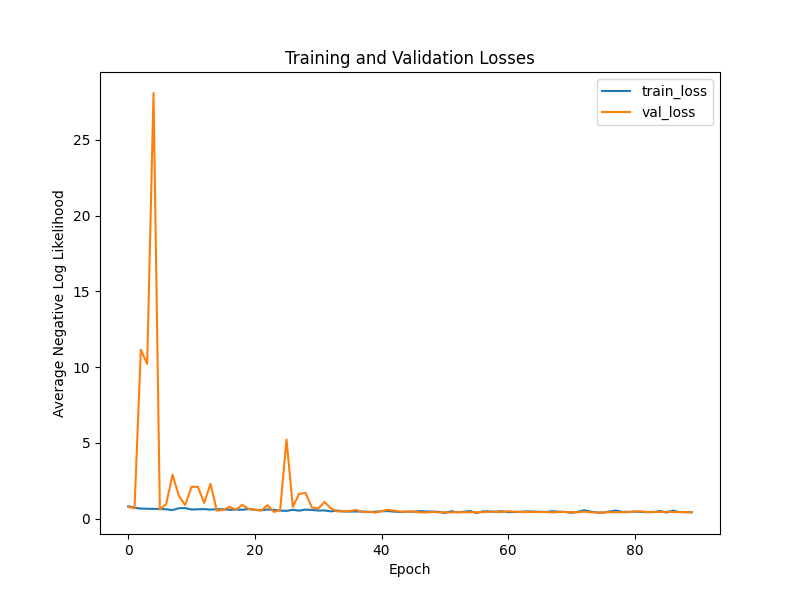 Training and Validation Losses
train_loss
val_loss
Average Negative Log Likelihood
25
20
15
10
5
0
0 20 40 60 80
Epoch